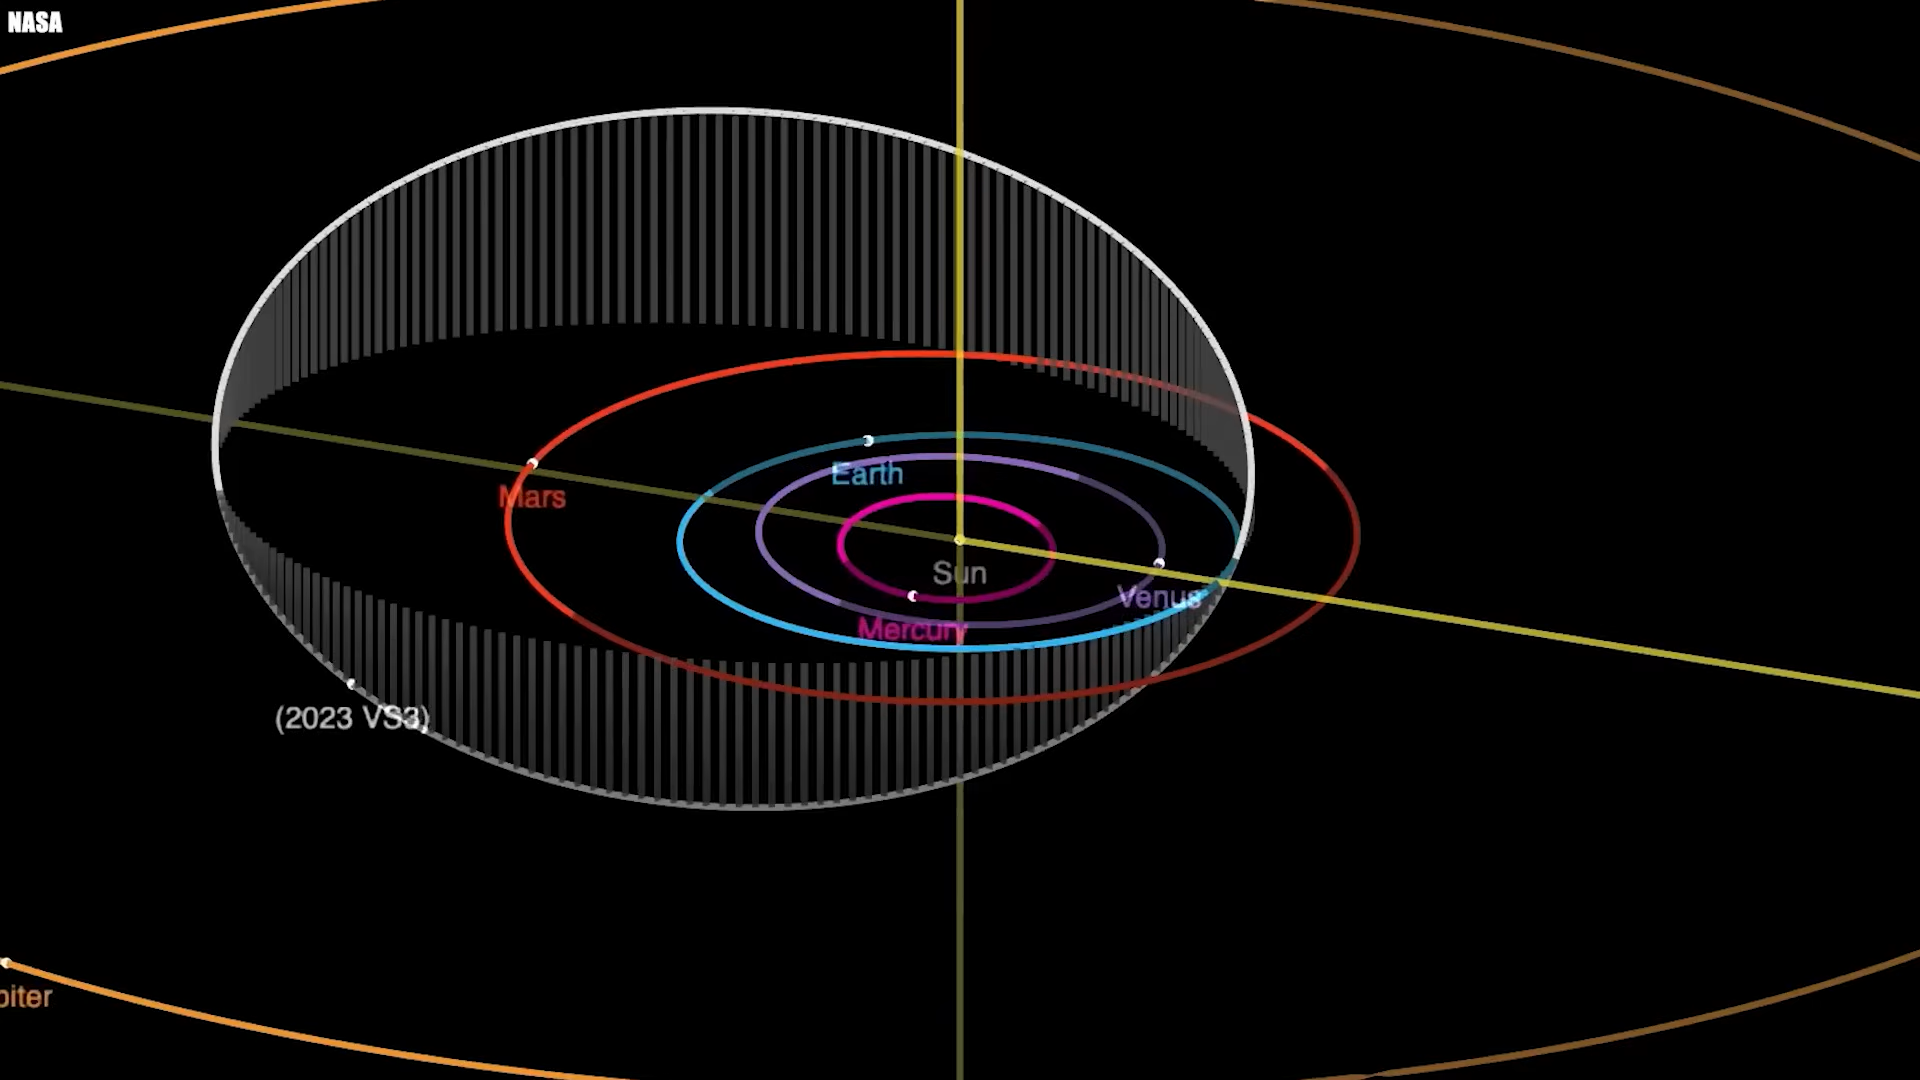 NASA
Earth
Mars
Sun
Venus
Mercury
(2023 VS3)
piter